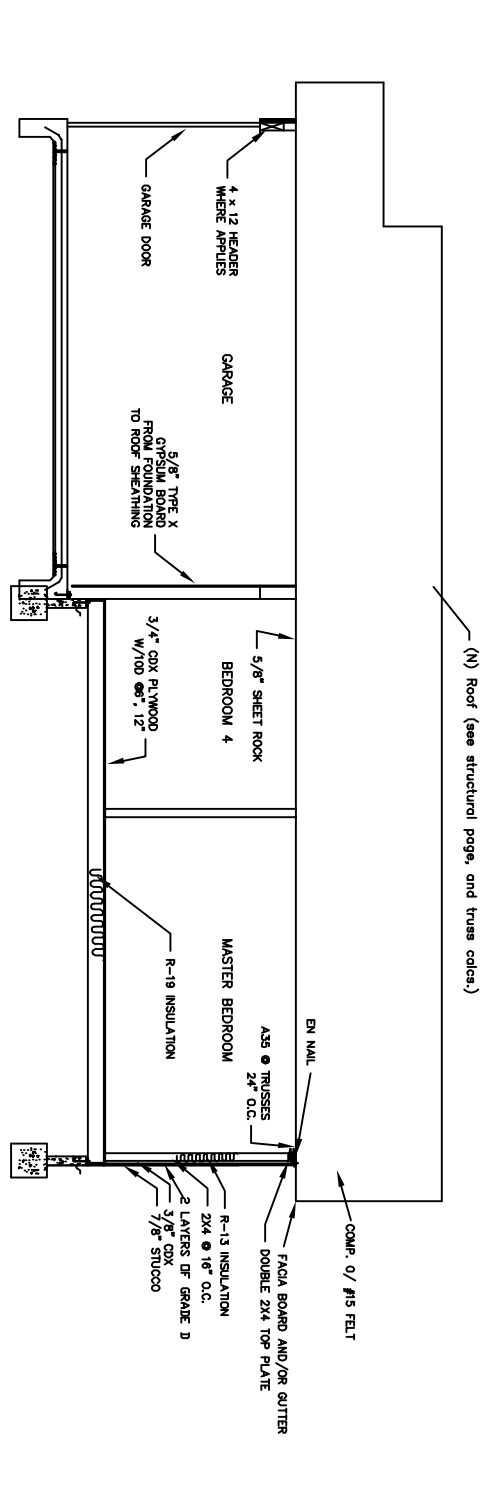 (N) Roof (see structural page, and truss calcs.)
COMP. O/ #15 FELT
EN NAIL
FACIA BOARD AND/OR GUTTER
DOUBLE 2X4 TOP PLATE
A35 @ TRUSSES
24" O.C.
4 x 12 HEADER
WHERE APPLIES
GARAGE
5/8" SHEET ROCK
BEDROOM 4
MASTER BEDROOM
R-13 INSULATION
2X4 @ 16" O.C.
2 LAYERS OF GRADE D
3/8" CDX
7/8" STUCCO
GARAGE DOOR
5/8" TYPE X
GYPSUM BOARD
FROM FOUNDATION
TO ROOF SHEATHING
3/4" CDX PLYWOOD
W/10D @6", 12"
R-19 INSULATION